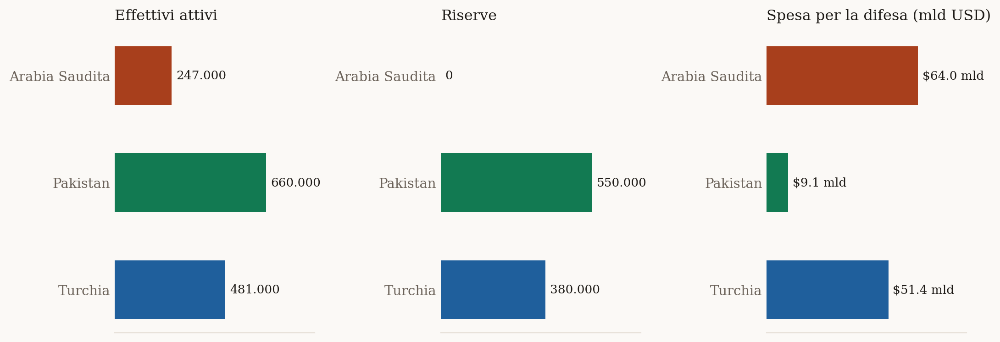 Effettivi attivi
Arabia Saudita 247.000
Pakistan 660.000
Turchia 481.000
Riserve
Arabia Saudita 0
Pakistan 550.000
Turchia 380.000
Spesa per la difesa (mld USD)
Arabia Saudita $64.0 mld
Pakistan $9.1 mld
Turchia $51.4 mld